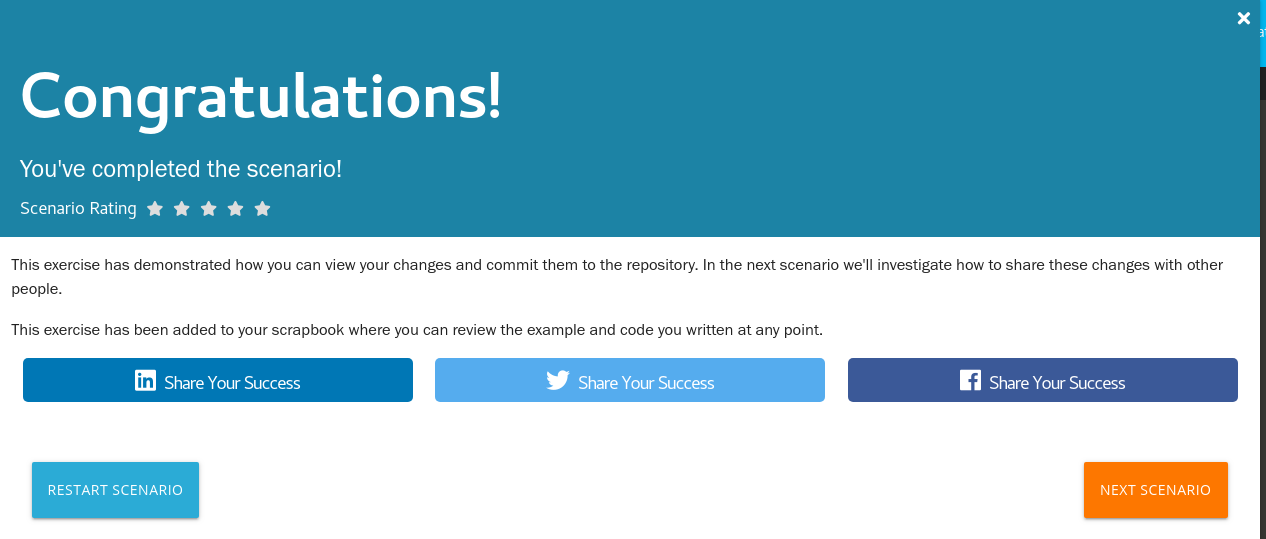 Congratulations!
You've completed the scenario!
Scenario Rating
This exercise has demonstrated how you can view your changes and commit them to the repository. In the next scenario we'll investigate how to share these changes with other
people.
This exercise has been added to your scrapbook where you can review the example and code you written at any point.
Share Your Success
Share Your Success
Share Your Success
RESTART SCENARIO
NEXT SCENARIO